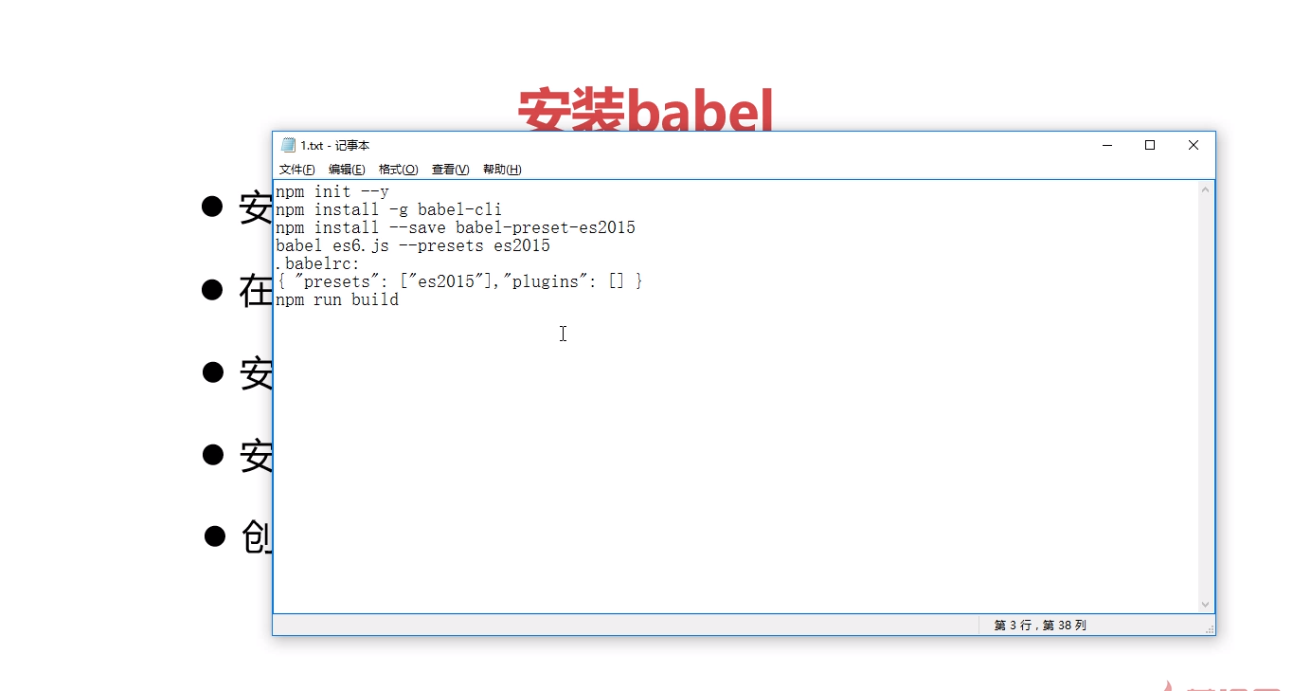 安装babel
1.txt - 记事本
文件(F) 编辑(E) 格式(O) 查看(V) 帮助(H)
npm init --y
npm install -g babel-cli
npm install --save babel-preset-es2015
babel es6.js --presets es2015
.babelrc:
{ "presets": ["es2015"],"plugins": [] }
npm run build
● 安
● 在
● 安
● 安
● 创
第 3 行，第 38 列